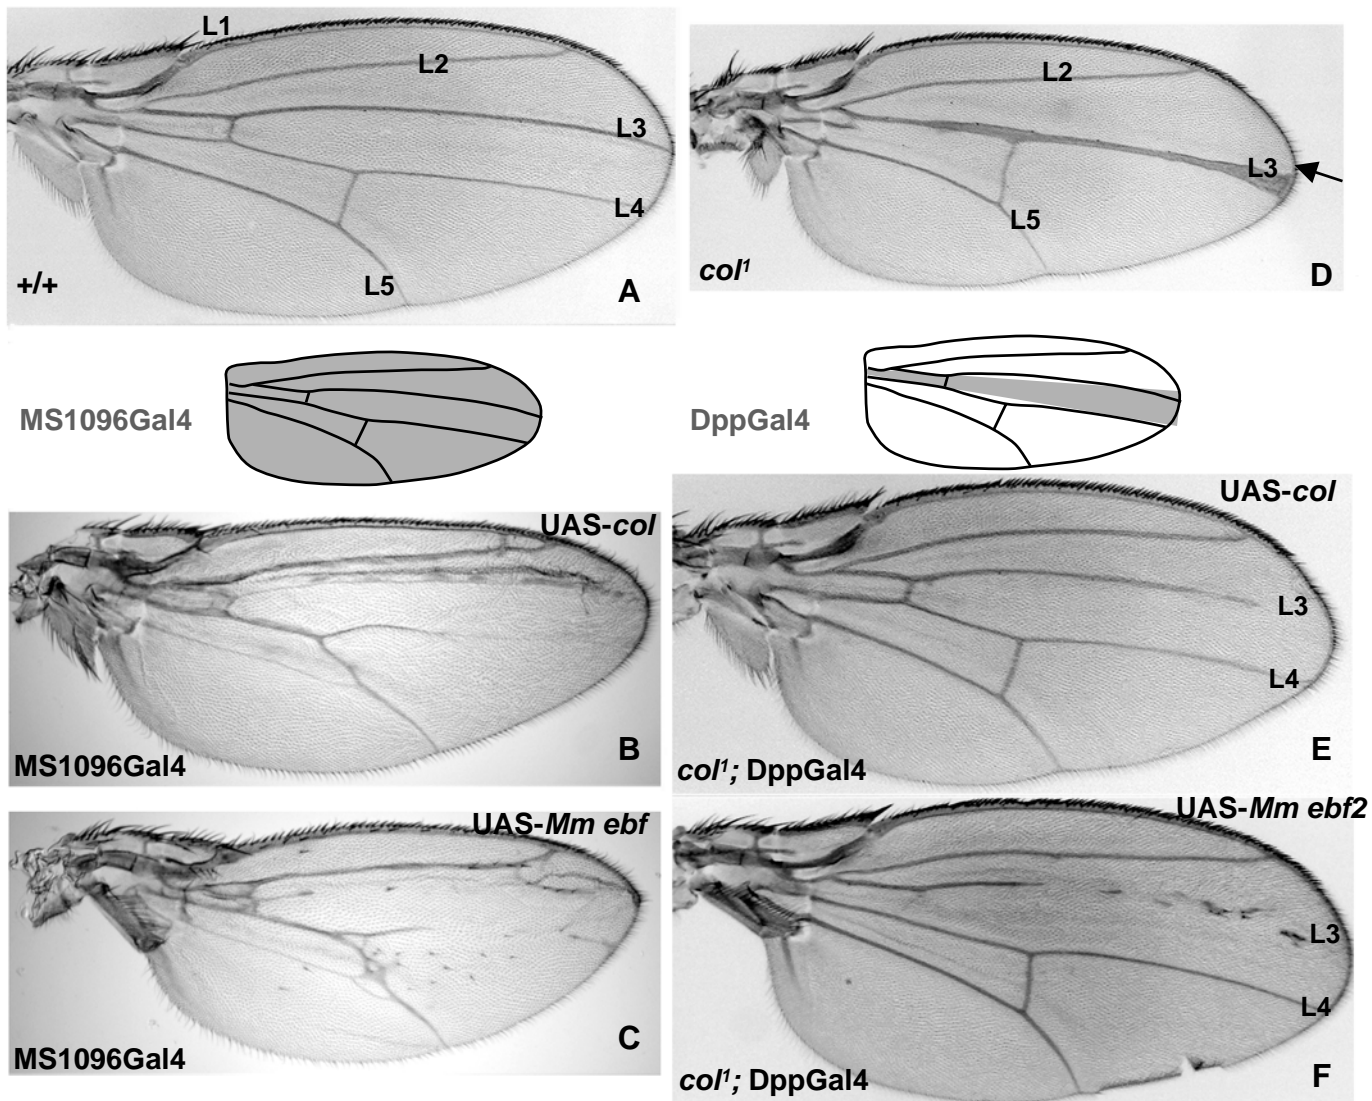 L1
L2
L3
L4
L5
+/+
A
L2
L3
L5
col¹
D
MS1096Gal4
DppGal4
UAS-col
MS1096Gal4
B
UAS-col
L3
L4
col¹; DppGal4
E
UAS-Mm ebf
MS1096Gal4
C
UAS-Mm ebf2
L3
L4
col¹; DppGal4
F